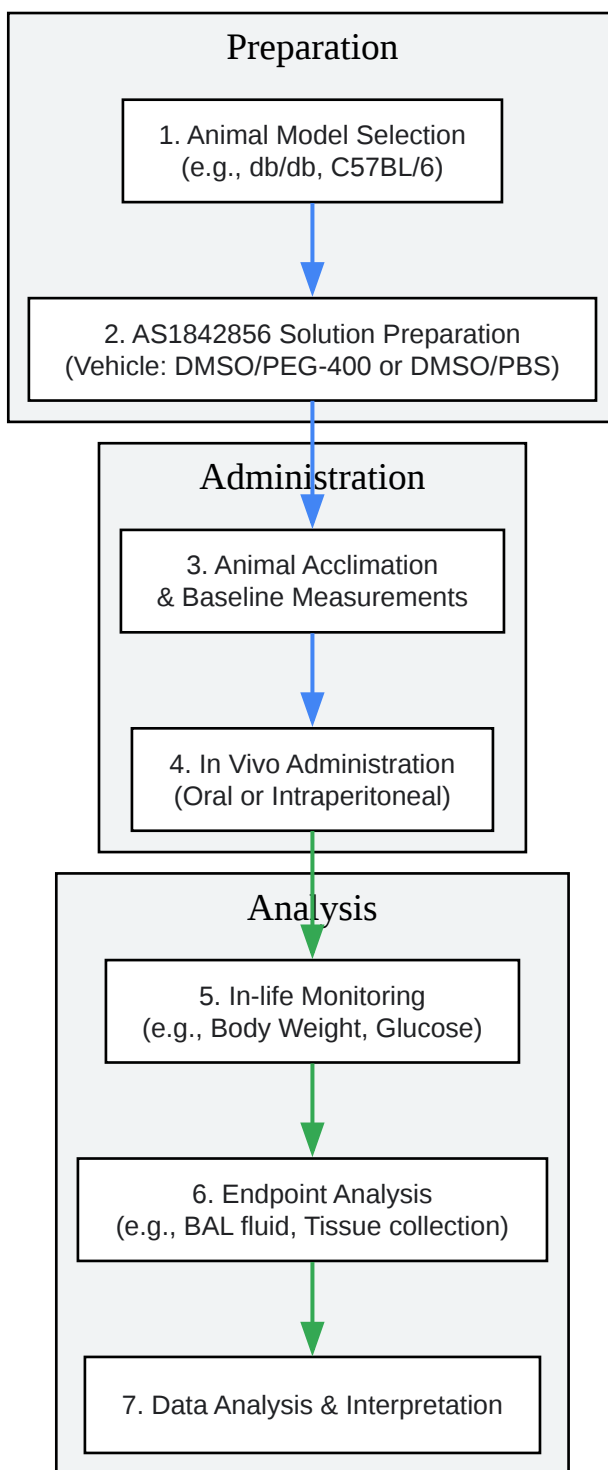 Preparation
1. Animal Model Selection
(e.g., db/db, C57BL/6)
2. AS1842856 Solution Preparation
(Vehicle: DMSO/PEG-400 or DMSO/PBS)
Administration
3. Animal Acclimation
& Baseline Measurements
4. In Vivo Administration
(Oral or Intraperitoneal)
Analysis
5. In-life Monitoring
(e.g., Body Weight, Glucose)
6. Endpoint Analysis
(e.g., BAL fluid, Tissue collection)
7. Data Analysis & Interpretation